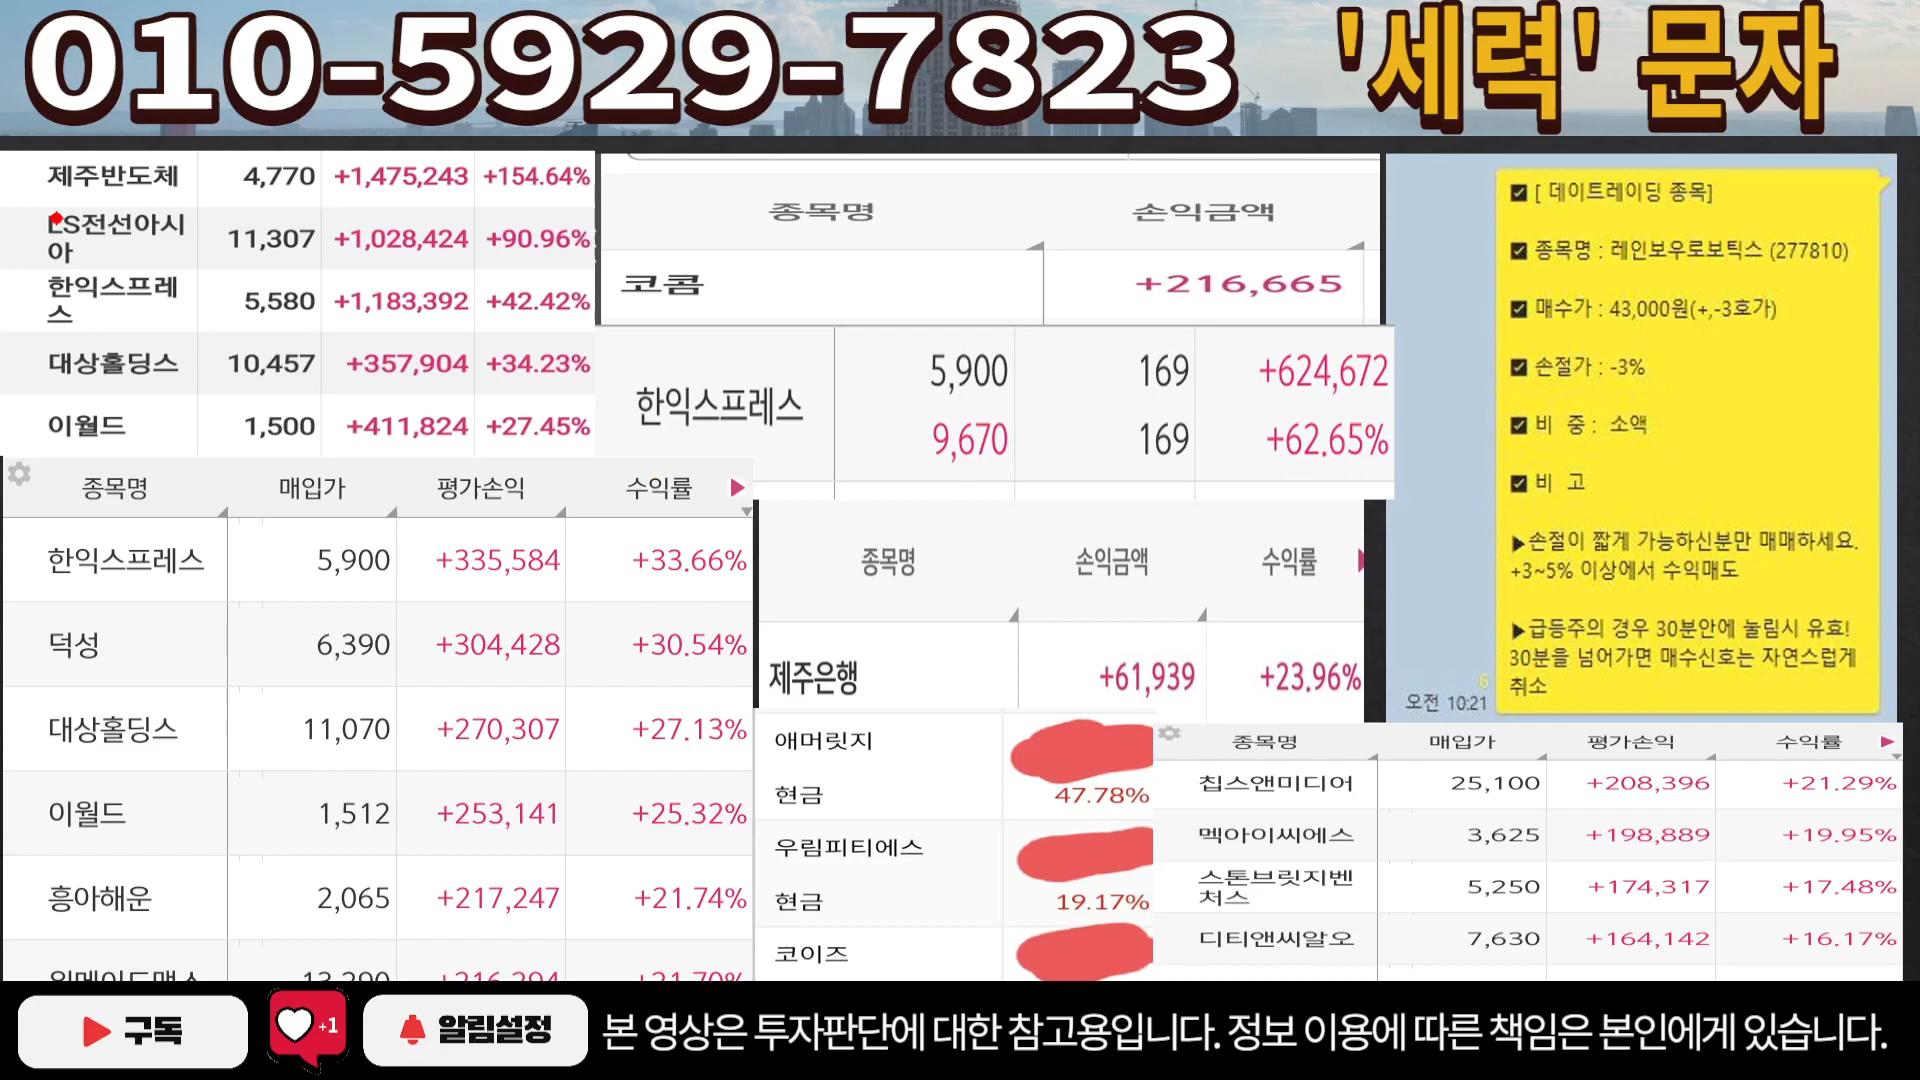 010-5929-7823 '세력' 문자
제주반도체 4,770 +1,475,243 +154.64%
LS전선아시아 11,307 +1,028,424 +90.96%
한익스프레스 5,580 +1,183,392 +42.42%
대상홀딩스 10,457 +357,904 +34.23%
이월드 1,500 +411,824 +27.45%
종목명 손익금액
코콤 +216,665
한익스프레스 5,900 169 +624,672
9,670 169 +62.65%
종목명 매입가 평가손익 수익률
한익스프레스 5,900 +335,584 +33.66%
덕성 6,390 +304,428 +30.54%
대상홀딩스 11,070 +270,307 +27.13%
이월드 1,512 +253,141 +25.32%
흥아해운 2,065 +217,247 +21.74%
종목명 손익금액 수익률
제주은행 +61,939 +23.96%
애머릿지
현금 47.78%
우림피티에스
현금 19.17%
코이즈
[ 데이트레이딩 종목]
종목명 : 레인보우로보틱스 (277810)
매수가 : 43,000원(+,-3호가)
손절가 : -3%
비 중 : 소액
비 고
▶손절이 짧게 가능하신분만 매매하세요.
+3~5% 이상에서 수익매도
▶급등주의 경우 30분안에 눌림시 유효!
30분을 넘어가면 매수신호는 자연스럽게
취소
6
오전 10:21
종목명 매입가 평가손익 수익률
칩스앤미디어 25,100 +208,396 +21.29%
멕아이씨에스 3,625 +198,889 +19.95%
스톤브릿지벤처스 5,250 +174,317 +17.48%
디티앤씨알오 7,630 +164,142 +16.17%
구독 +1 알림설정 본 영상은 투자판단에 대한 참고용입니다. 정보 이용에 따른 책임은 본인에게 있습니다.